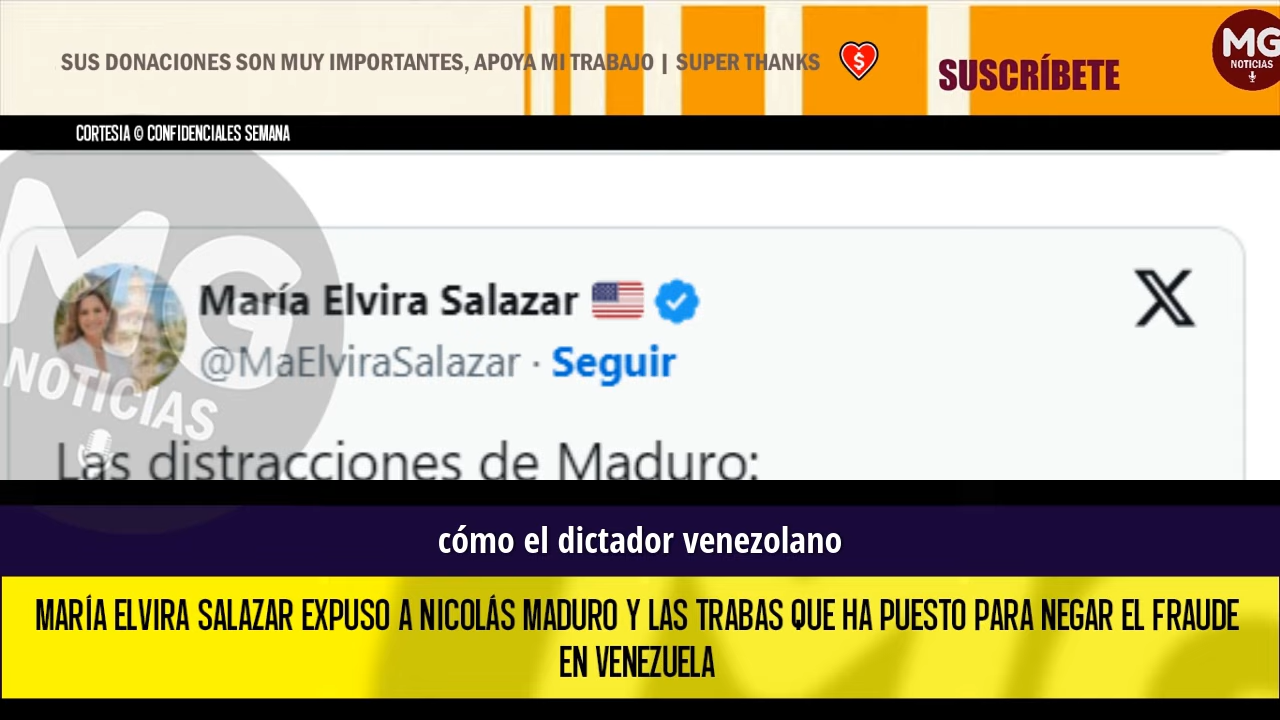 SUS DONACIONES SON MUY IMPORTANTES, APOYA MI TRABAJO | SUPER THANKS
$
SUSCRÍBETE
MG
NOTICIAS
CORTESIA © CONFIDENCIALES SEMANA
María Elvira Salazar
@MaElviraSalazar · Seguir
X
MG
NOTICIAS
Las distracciones de Maduro:
cómo el dictador venezolano
MARÍA ELVIRA SALAZAR EXPUSO A NICOLÁS MADURO Y LAS TRABAS QUE HA PUESTO PARA NEGAR EL FRAUDE
EN VENEZUELA